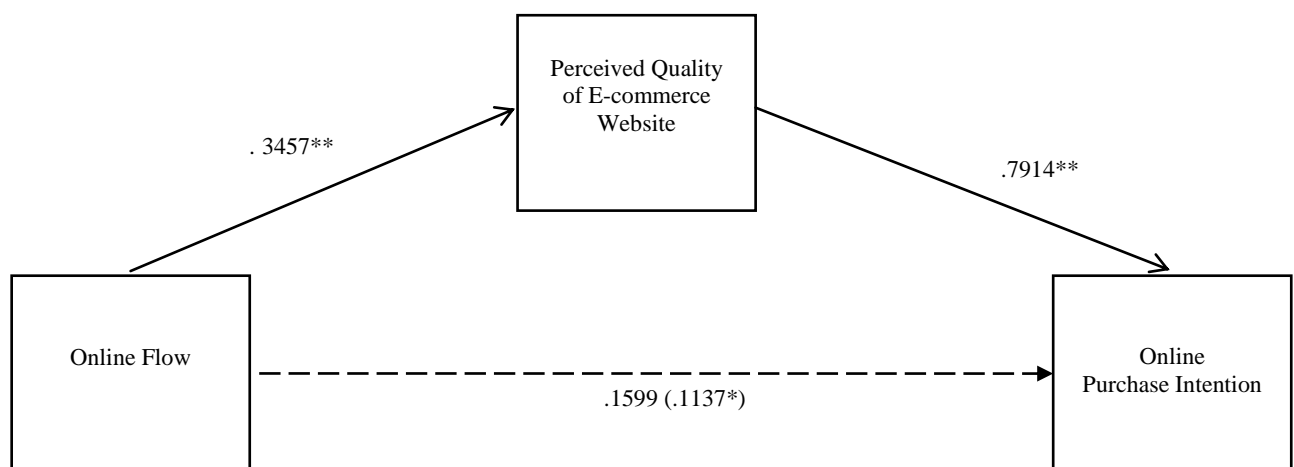 Perceived Quality
of E-commerce
Website
. 3457**
.7914**
Online Flow
Online
Purchase Intention
.1599 (.1137*)